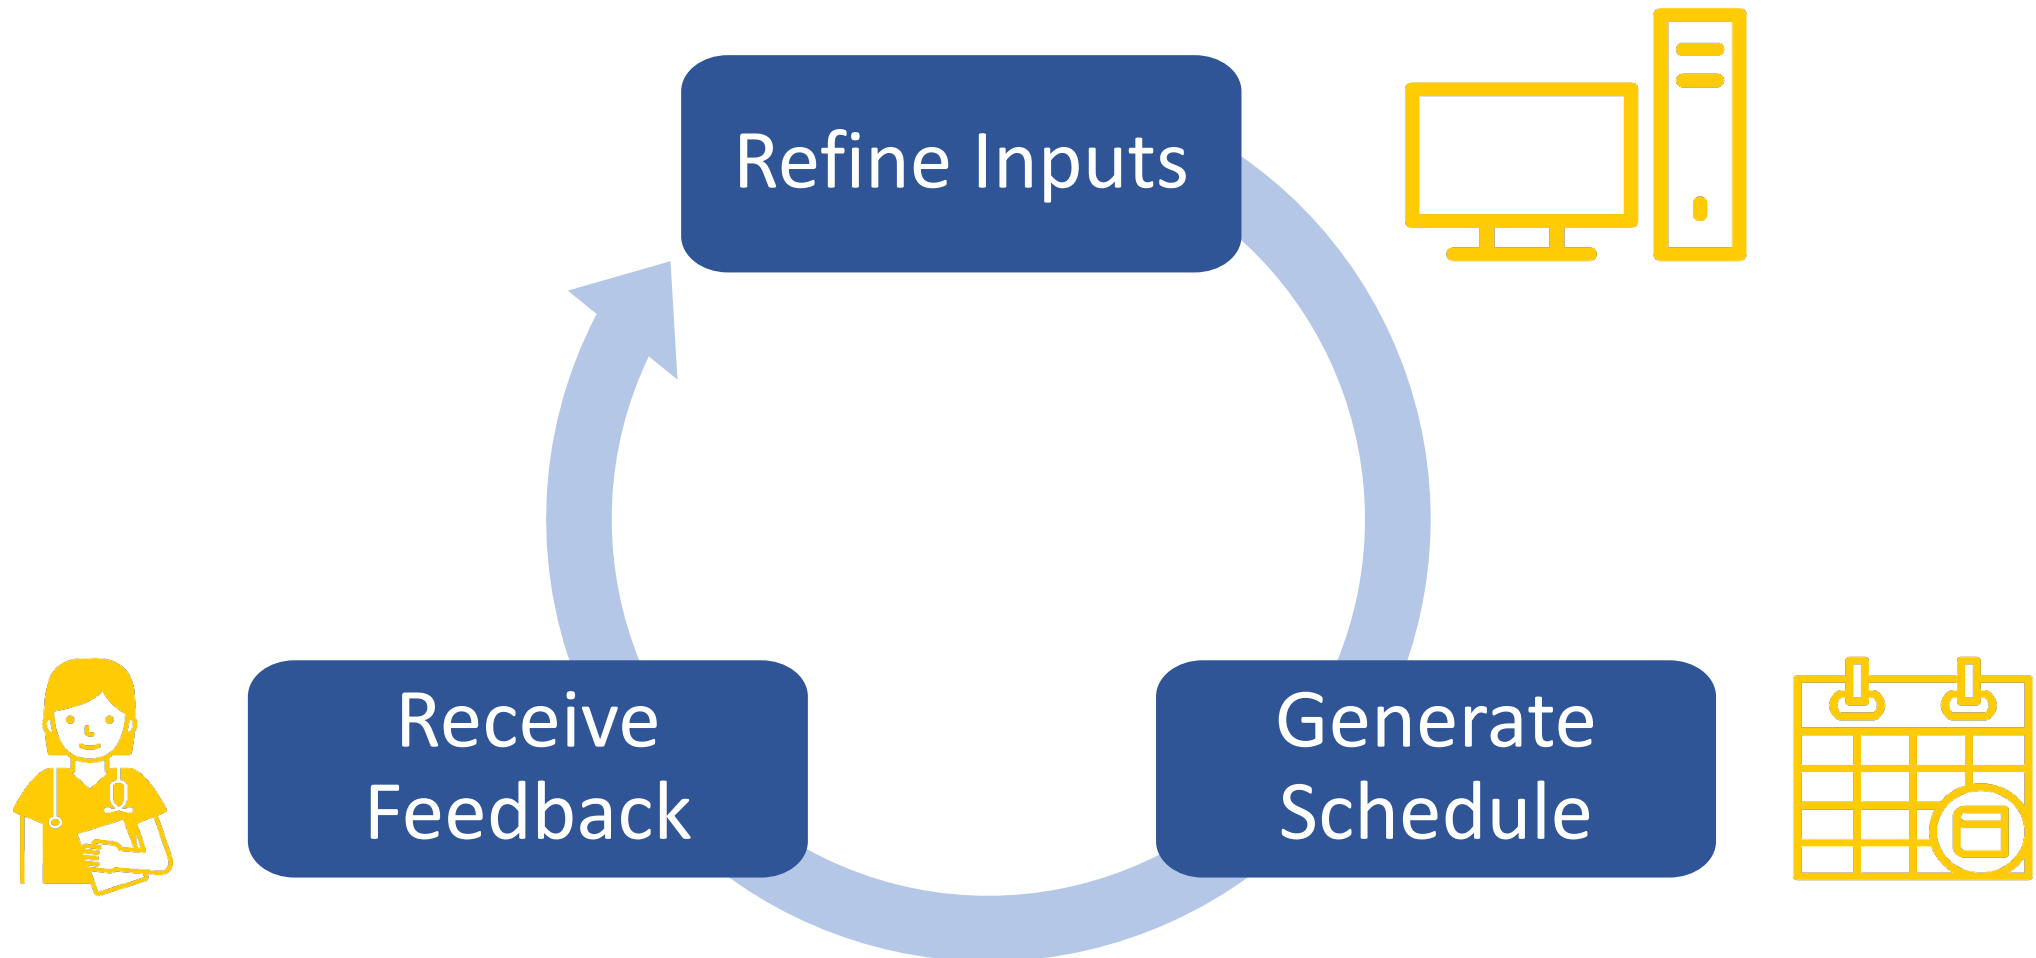 Refine Inputs
Generate
Schedule
Receive
Feedback